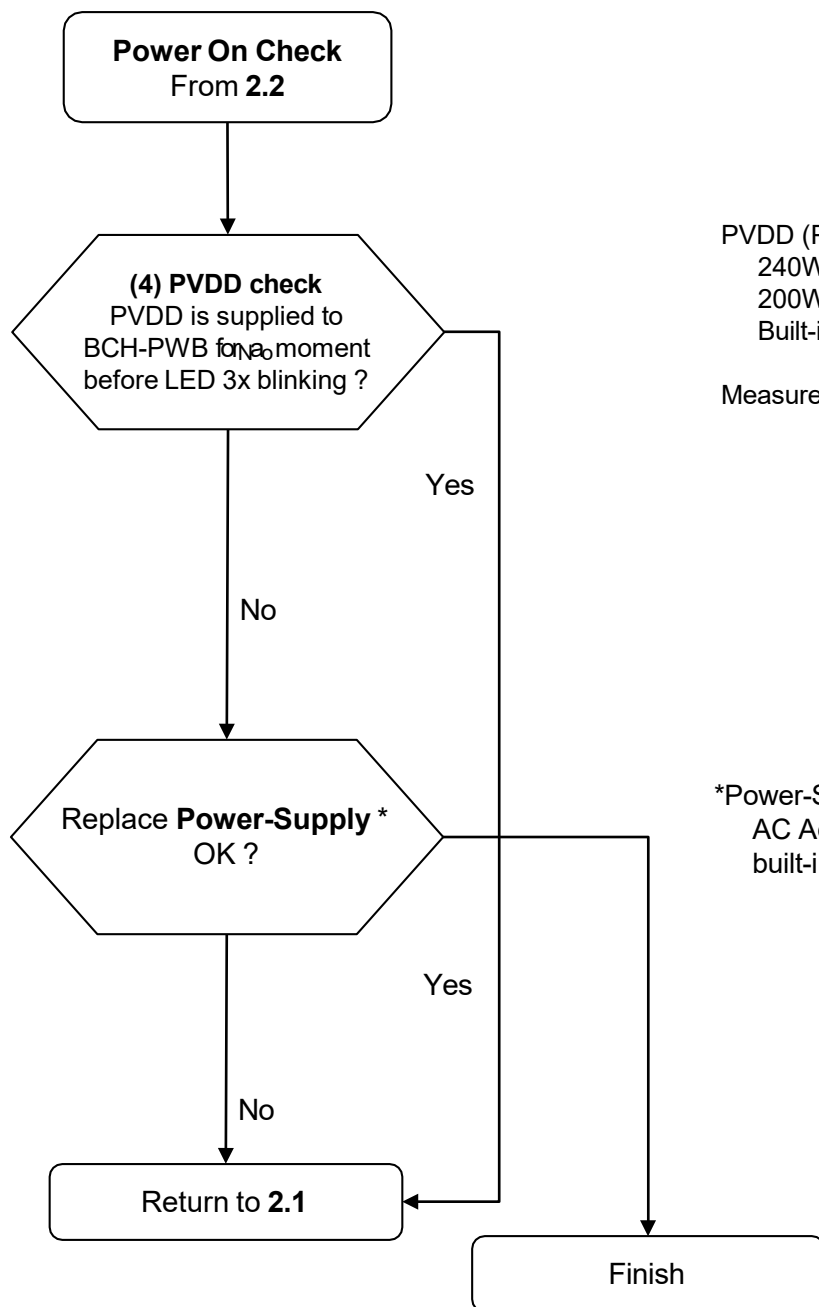 Power On Check
From 2.2
(4) PVDD check
PVDD is supplied to
BCH-PWB for a moment
before LED 3x blinking ?
No
PVDD (P
240W
200W
Built-i
Measure
Yes
No
Replace Power-Supply *
OK ?
*Power-S
AC A
built-i
Yes
No
Return to 2.1
Finish